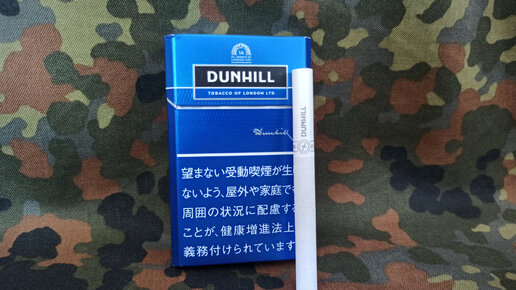 DUNHILL
TOBACCO OF LONDON LTD
Dunhill
望まない受動喫煙が生
ないよう、屋外や家庭で
周囲の状況に配慮する
ことが、健康増進法上
義務付けられています
DUNHILL